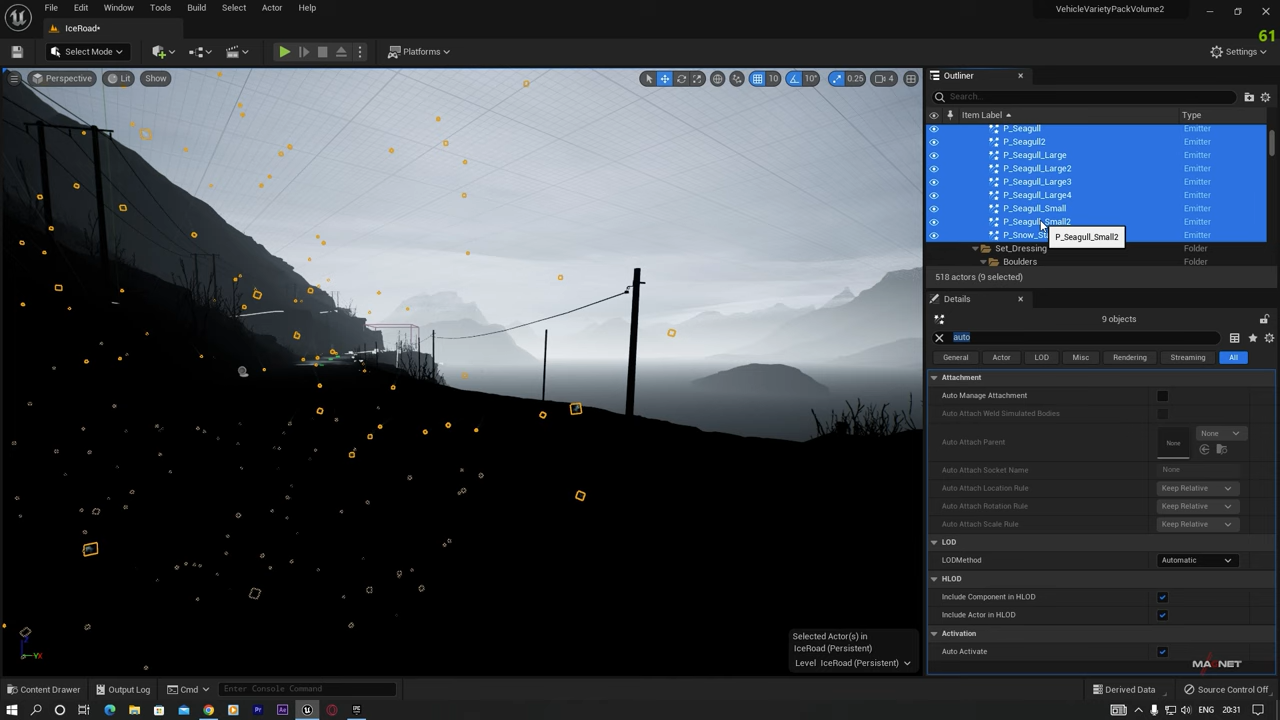 File Edit Window Tools Build Select Actor Help
VehicleVarietyPackVolume2
IceRoad*
61
Select Mode
Platforms
Settings
Perspective Lit Show
10 10° 0.25 4
Outliner
Search...
Item Label Type
P_Seagull Emitter
P_Seagull2 Emitter
P_Seagull_Large Emitter
P_Seagull_Large2 Emitter
P_Seagull_Large3 Emitter
P_Seagull_Large4 Emitter
P_Seagull_Small Emitter
P_Seagull_Small2 Emitter
P_Seagull_Small2
Emitter
Set_Dressing Folder
Boulders Folder
518 actors (9 selected)
Details
9 objects
auto
General Actor LOD Misc Rendering Streaming All
Attachment
Auto Manage Attachment
Auto Attach Weld Simulated Bodies
Auto Attach Parent None None
Auto Attach Socket Name None
Auto Attach Location Rule Keep Relative
Auto Attach Rotation Rule Keep Relative
Auto Attach Scale Rule Keep Relative
LOD
LODMethod Automatic
HLOD
Include Component in HLOD
Include Actor in HLOD
Activation
Auto Activate
Selected Actor(s) in
IceRoad (Persistent)
Level IceRoad (Persistent)
Content Drawer Output Log Cmd Enter Console Command
Derived Data Source Control Off
ENG 20:31